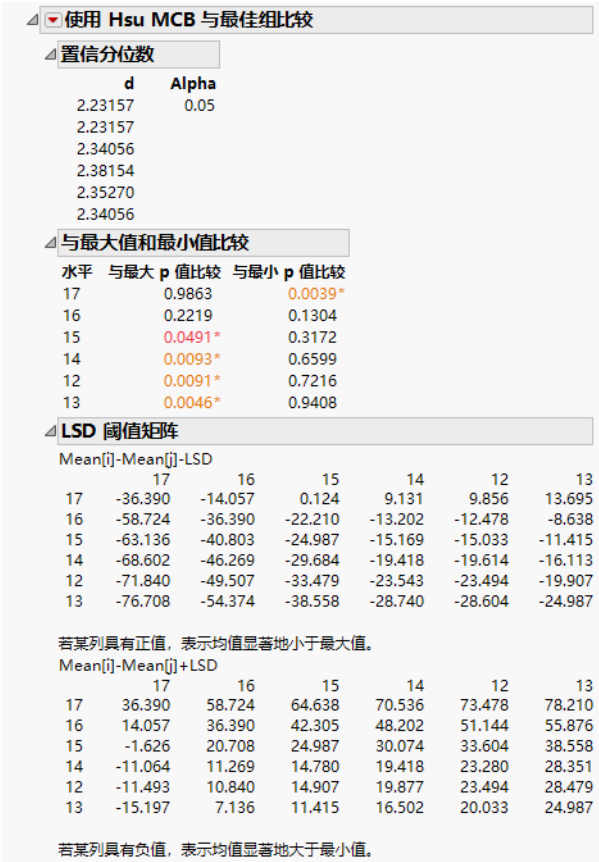 使用 Hsu MCB 与最佳组比较
置信分位数
d Alpha
2.23157 0.05
2.23157
2.34056
2.38154
2.35270
2.34056
与最大值和最小值比较
水平 与最大 p 值比较 与最小 p 值比较
17 0.9863 0.0039*
16 0.2219 0.1304
15 0.0491* 0.3172
14 0.0093* 0.6599
12 0.0091* 0.7216
13 0.0046* 0.9408
LSD 阈值矩阵
Mean[i]-Mean[j]-LSD
17 16 15 14 12 13
17 -36.390 -14.057 0.124 9.131 9.856 13.695
16 -58.724 -36.390 -22.210 -13.202 -12.478 -8.638
15 -63.136 -40.803 -24.987 -15.169 -15.033 -11.415
14 -68.602 -46.269 -29.684 -19.418 -19.614 -16.113
12 -71.840 -49.507 -33.479 -23.543 -23.494 -19.907
13 -76.708 -54.374 -38.558 -28.740 -28.604 -24.987
若某列具有正值，表示均值显著地小于最大值。
Mean[i]-Mean[j]+LSD
17 16 15 14 12 13
17 36.390 58.724 64.638 70.536 73.478 78.210
16 14.057 36.390 42.305 48.202 51.144 55.876
15 -1.626 20.708 24.987 30.074 33.604 38.558
14 -11.064 11.269 14.780 19.418 23.280 28.351
12 -11.493 10.840 14.907 19.877 23.494 28.479
13 -15.197 7.136 11.415 16.502 20.033 24.987
若某列具有负值，表示均值显著地大于最小值。